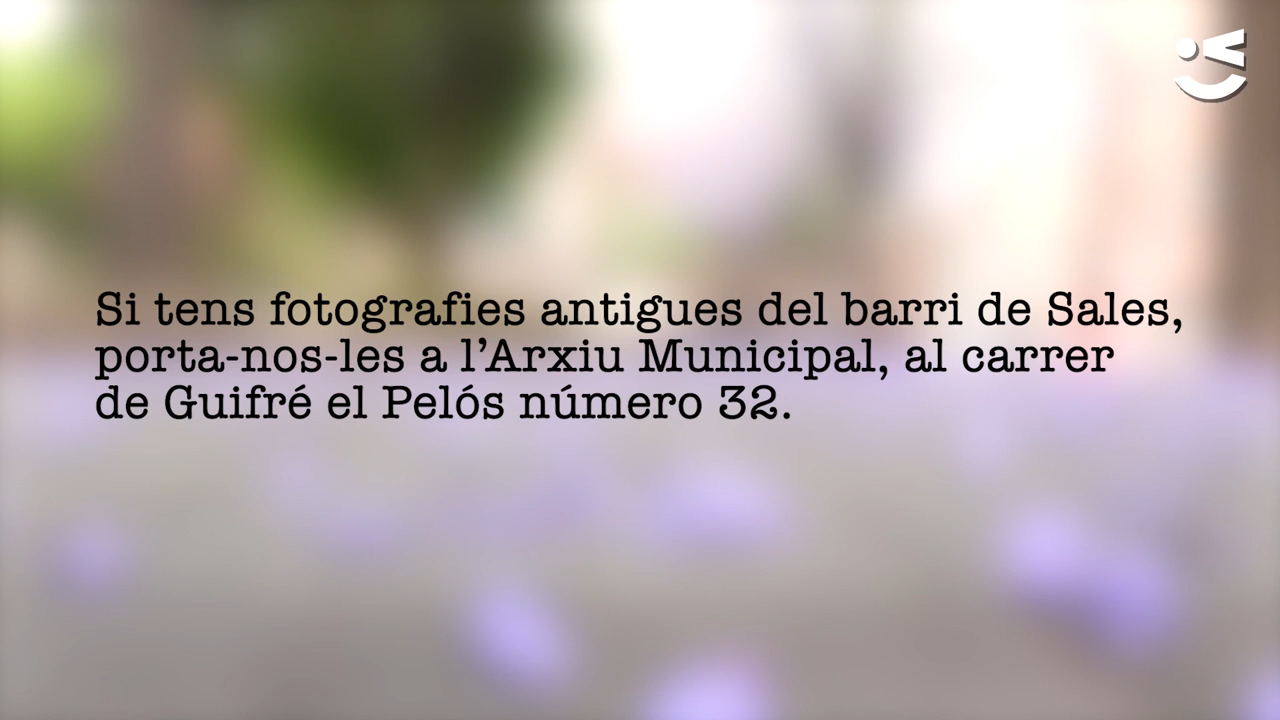 Si tens fotografies antigues del barri de Sales,
porta-nos-les a l’Arxiu Municipal, al carrer
de Guifré el Pelós número 32.